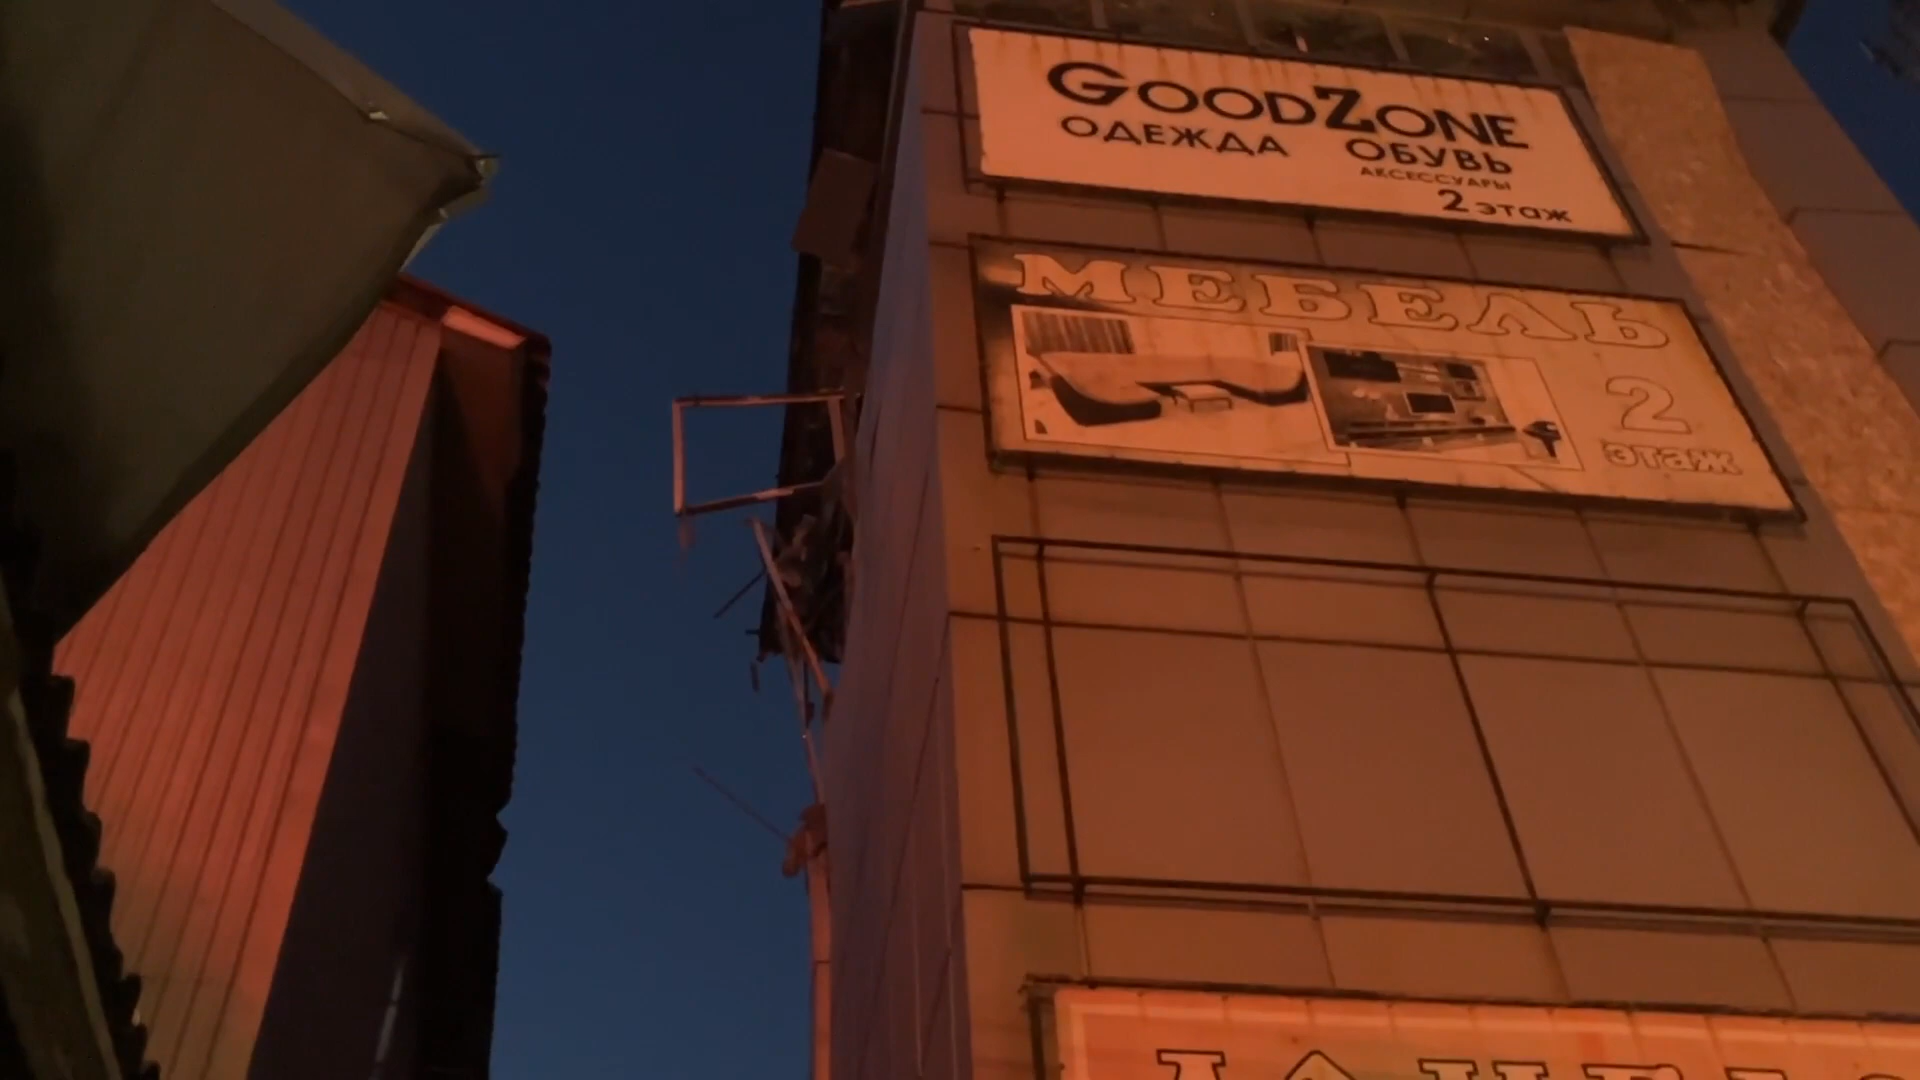 GOODZONE
ОДЕЖДА ОБУВЬ
АКСЕССУАРЫ
2 этаж
МЕБЕЛЬ
2
этаж